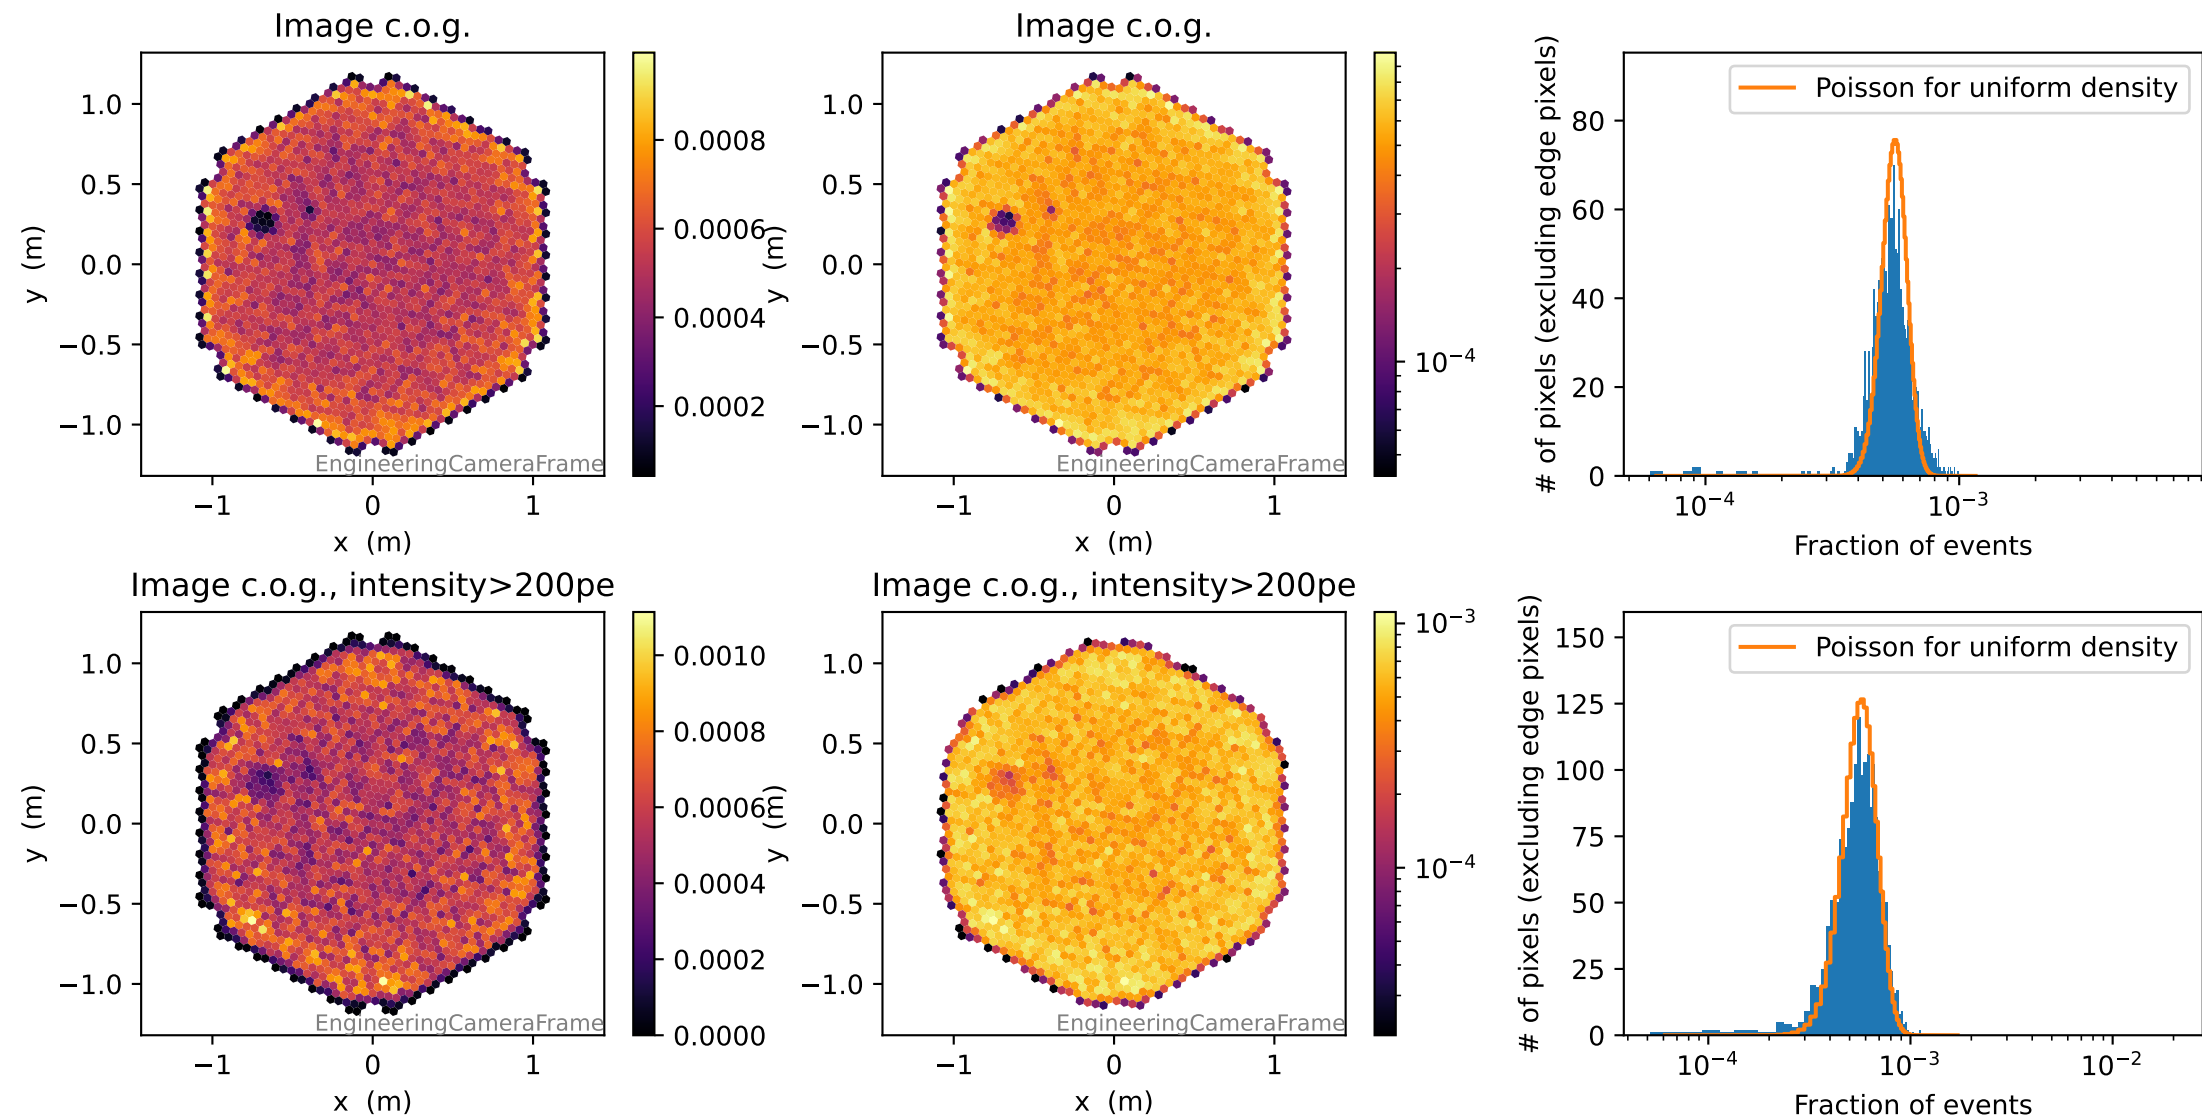 Image c.o.g.
1.0
0.5
0.0
−0.5
−1.0
y (m)
−1
0
1
x (m)
EngineeringCameraFrame
0.0008
0.0006
0.0004
0.0002
Image c.o.g.
1.0
0.5
0.0
−0.5
−1.0
y (m)
−1
0
1
x (m)
EngineeringCameraFrame
10⁻⁴
# of pixels (excluding edge pixels)
80
60
40
20
0
Poisson for uniform density
10⁻⁴
10⁻³
Fraction of events
Image c.o.g., intensity>200pe
1.0
0.5
0.0
−0.5
−1.0
y (m)
−1
0
1
x (m)
EngineeringCameraFrame
0.0010
0.0008
0.0006
0.0004
0.0002
0.0000
Image c.o.g., intensity>200pe
1.0
0.5
0.0
−0.5
−1.0
y (m)
−1
0
1
x (m)
EngineeringCameraFrame
10⁻³
10⁻⁴
# of pixels (excluding edge pixels)
150
125
100
75
50
25
0
Poisson for uniform density
10⁻⁴
10⁻³
10⁻²
Fraction of events